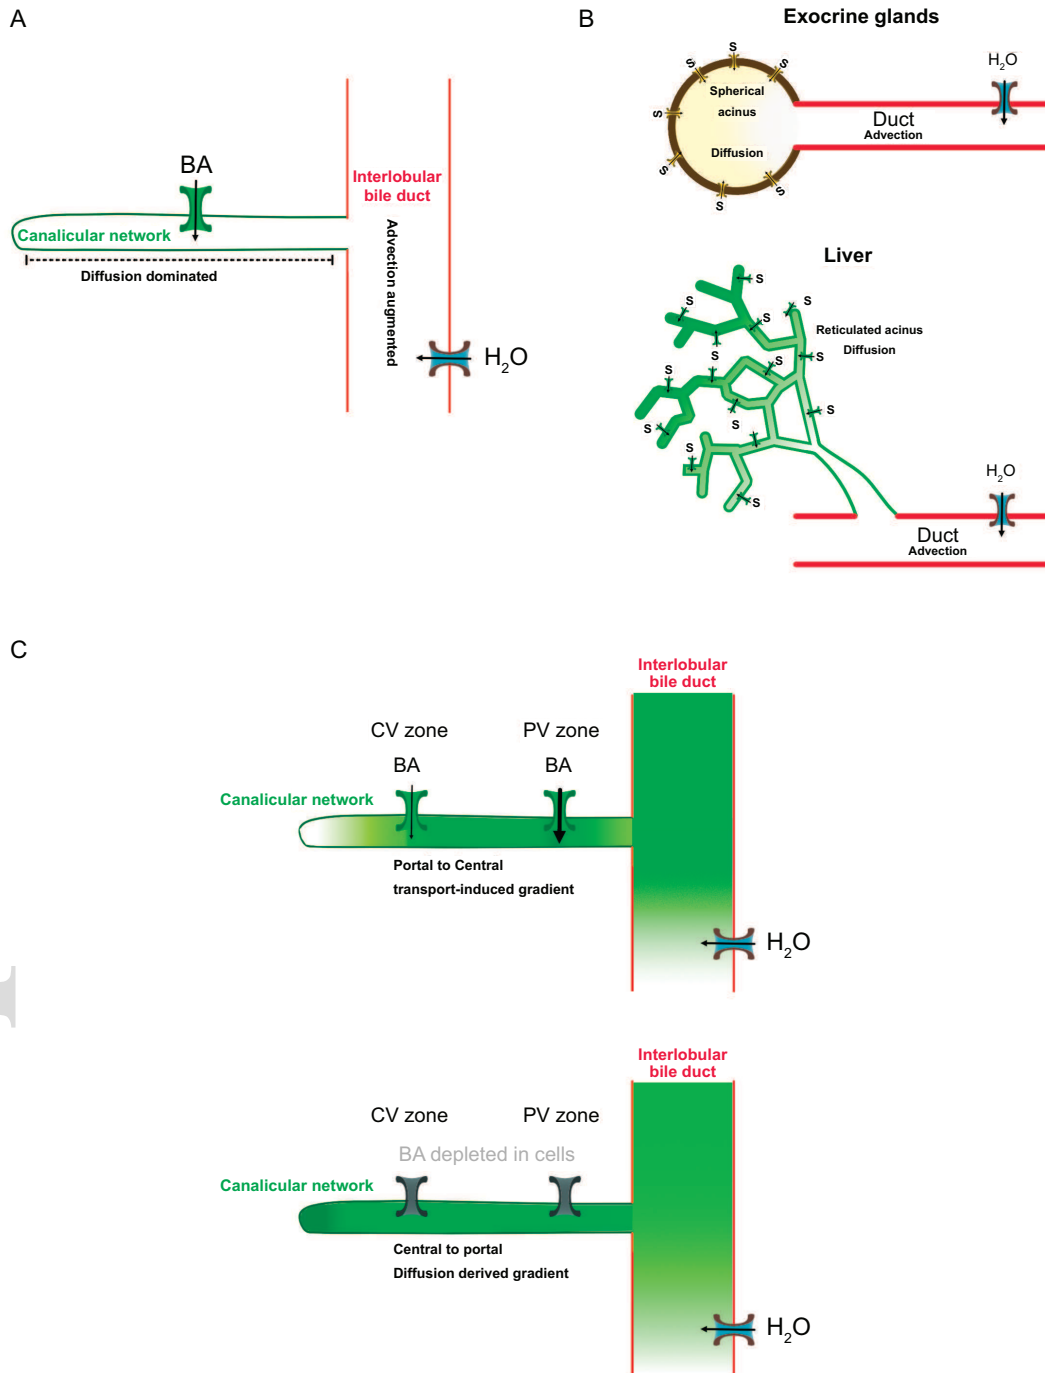 A
BA
Canalicular network
Diffusion dominated
Interlobular
bile duct
Advection augmented
H2O
B
Exocrine glands
S
S
S
S
S
S
S
S
Spherical
acinus
Diffusion
H2O
Duct
Advection
Liver
S
S
S
S
S
S
S
S
S
S
S
S
S
Reticulated acinus
Diffusion
H2O
Duct
Advection
C
Interlobular
bile duct
CV zone
PV zone
BA
BA
Canalicular network
Portal to Central
transport-induced gradient
H2O
Interlobular
bile duct
CV zone
PV zone
BA depleted in cells
Canalicular network
Central to portal
Diffusion derived gradient
H2O